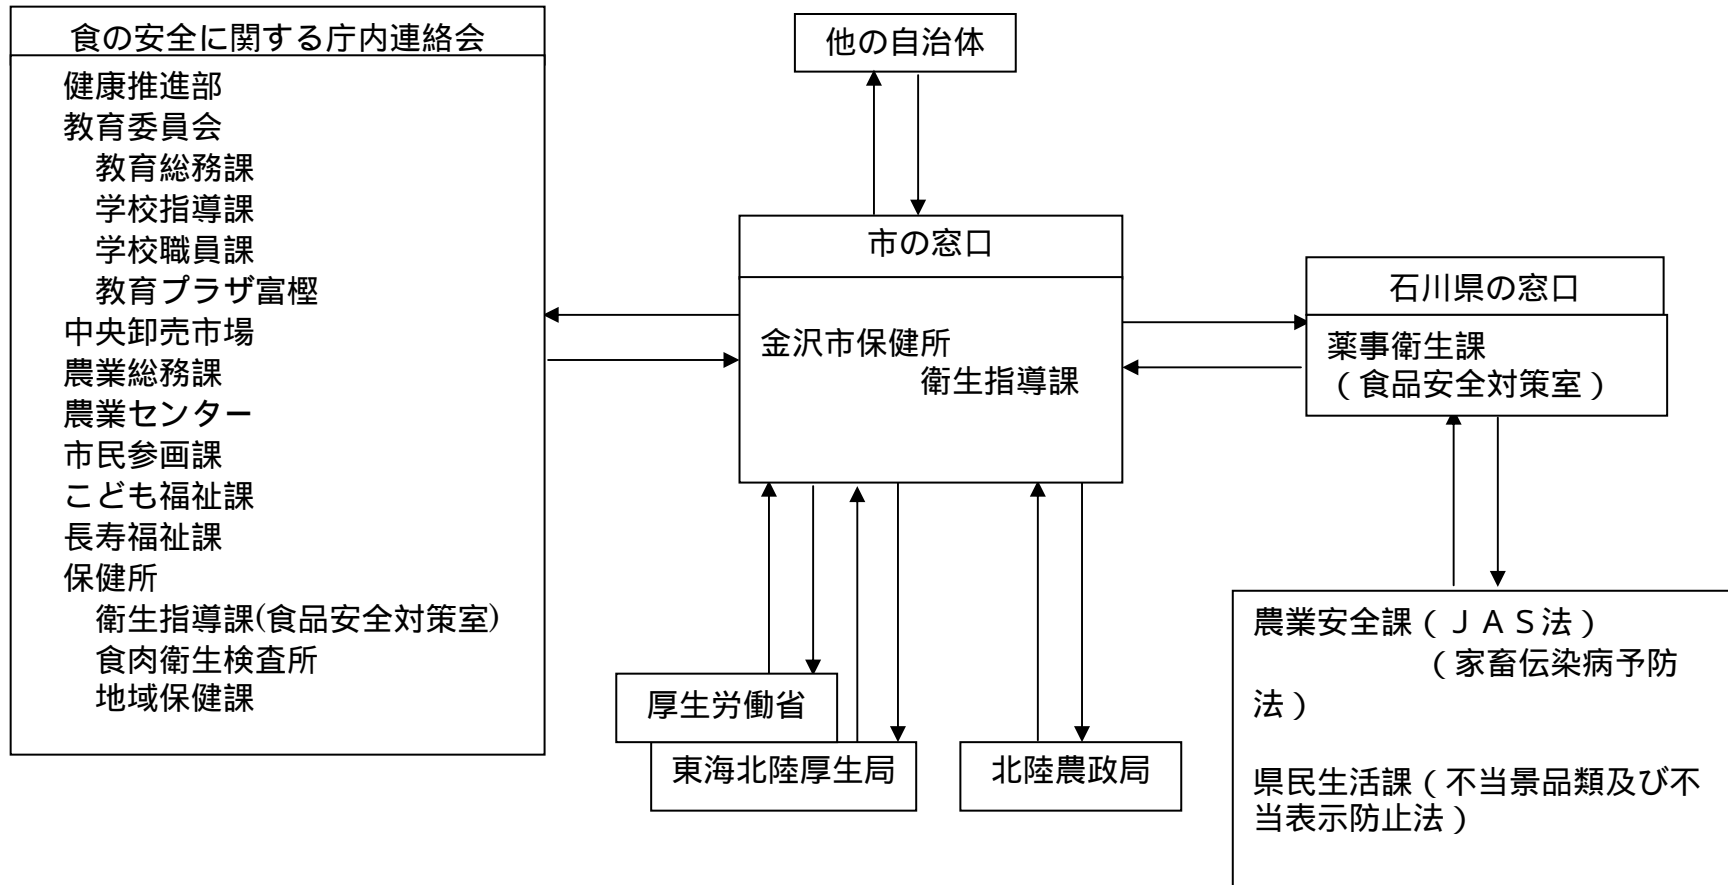 食の安全に関する庁内連絡会
健康推進部
教育委員会
教育総務課
学校指導課
学校職員課
教育プラザ富樫
中央卸売市場
農業総務課
農業センター
市民参画課
こども福祉課
長寿福祉課
保健所
衛生指導課(食品安全対策室)
食肉衛生検査所
地域保健課
他の自治体
市の窓口
金沢市保健所
衛生指導課
石川県の窓口
薬事衛生課
（食品安全対策室）
厚生労働省
東海北陸厚生局
北陸農政局
農業安全課（ＪＡＳ法）
（家畜伝染病予防
法）
県民生活課（不当景品類及び不
当表示防止法）